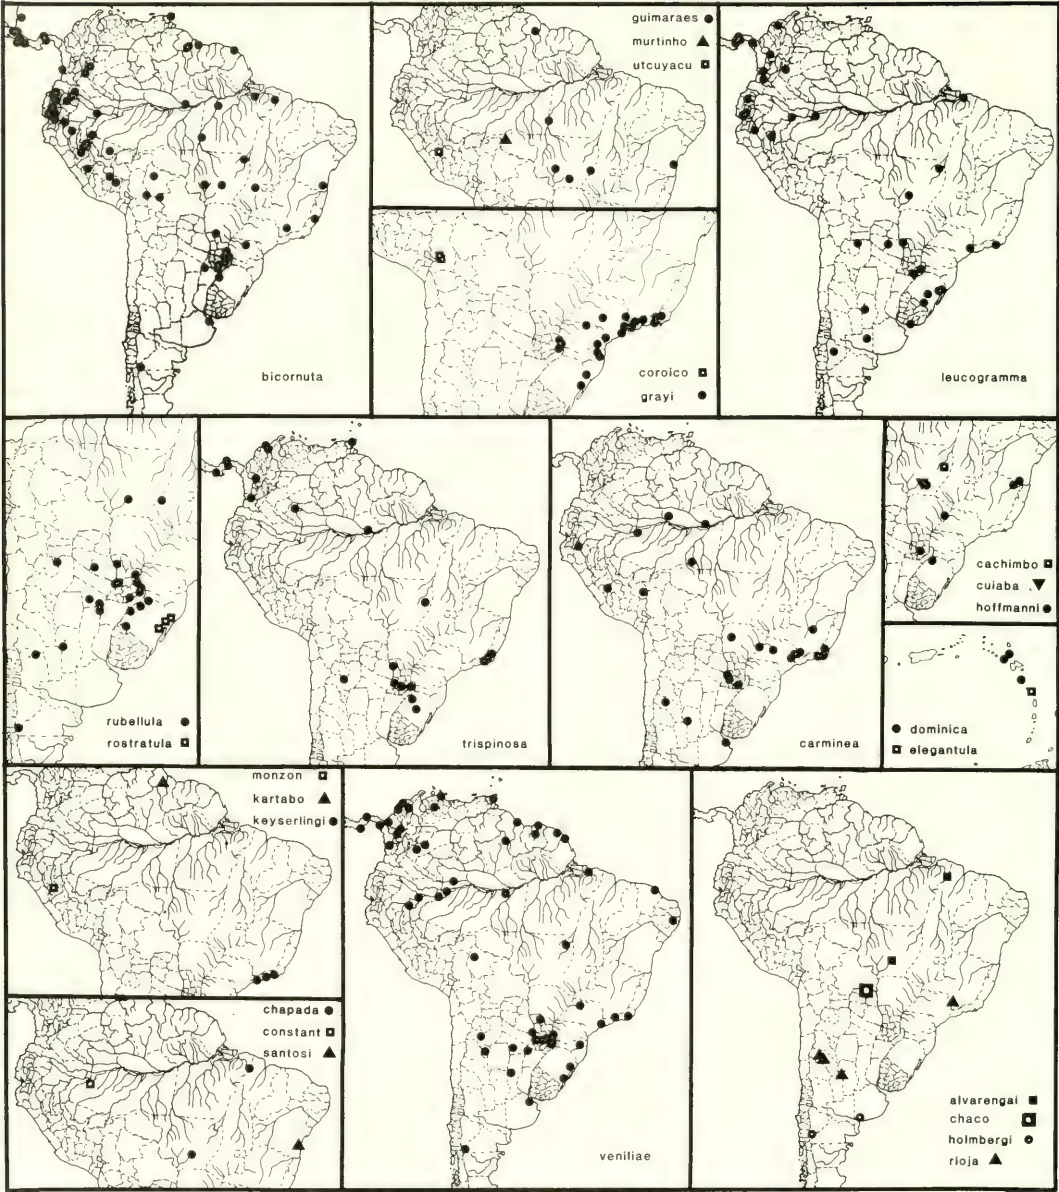 guimaraes
murtinho
utcuyacu
bicornuta
coroico
grayi
leucogramma
rubellula
rostratula
trispinosa
carminea
cachimbo
cuiaba
hoffmanni
dominica
elegantula
monzon
kartabo
keyserlingi
chapada
constant
santosi
veniliae
alvarengai
chaco
holmbergi
rioja